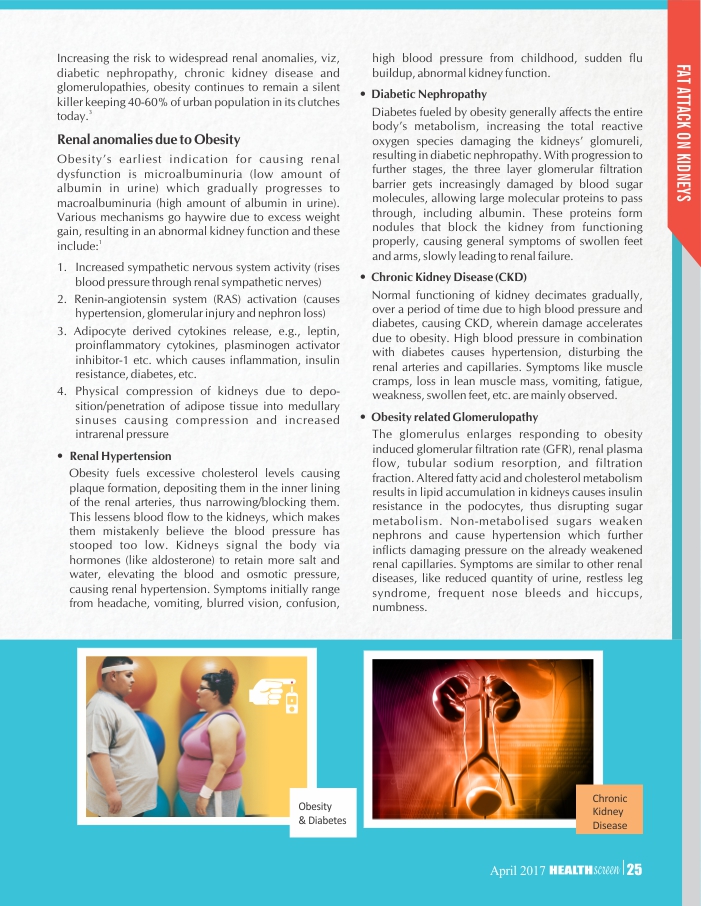 Increasing the risk to widespread renal anomalies, viz,
diabetic nephropathy, chronic kidney disease and
glomerulopathies, obesity continues to remain a silent
killer keeping 40-60% of urban population in its clutches
today.³
Renal anomalies due to Obesity
Obesity's earliest indication for causing renal
dysfunction is microalbuminuria (low amount of
albumin in urine) which gradually progresses to
macroalbuminuria (high amount of albumin in urine).
Various mechanisms go haywire due to excess weight
gain, resulting in an abnormal kidney function and these
include:¹
1. Increased sympathetic nervous system activity (rises
blood pressure through renal sympathetic nerves)
2. Renin-angiotensin system (RAS) activation (causes
hypertension, glomerular injury and nephron loss)
3. Adipocyte derived cytokines release, e.g., leptin,
proinflammatory cytokines, plasminogen activator
inhibitor-1 etc. which causes inflammation, insulin
resistance, diabetes, etc.
4. Physical compression of kidneys due to depo-
sition/penetration of adipose tissue into medullary
sinuses causing compression and increased
intrarenal pressure
• Renal Hypertension
Obesity fuels excessive cholesterol levels causing
plaque formation, depositing them in the inner lining
of the renal arteries, thus narrowing/blocking them.
This lessens blood flow to the kidneys, which makes
them mistakenly believe the blood pressure has
stooped too low. Kidneys signal the body via
hormones (like aldosterone) to retain more salt and
water, elevating the blood and osmotic pressure,
causing renal hypertension. Symptoms initially range
from headache, vomiting, blurred vision, confusion,
high blood pressure from childhood, sudden flu
buildup, abnormal kidney function.
• Diabetic Nephropathy
Diabetes fueled by obesity generally affects the entire
body's metabolism, increasing the total reactive
oxygen species damaging the kidneys' glomureli,
resulting in diabetic nephropathy. With progression to
further stages, the three layer glomerular filtration
barrier gets increasingly damaged by blood sugar
molecules, allowing large molecular proteins to pass
through, including albumin. These proteins form
nodules that block the kidney from functioning
properly, causing general symptoms of swollen feet
and arms, slowly leading to renal failure.
• Chronic Kidney Disease (CKD)
Normal functioning of kidney decimates gradually,
over a period of time due to high blood pressure and
diabetes, causing CKD, wherein damage accelerates
due to obesity. High blood pressure in combination
with diabetes causes hypertension, disturbing the
renal arteries and capillaries. Symptoms like muscle
cramps, loss in lean muscle mass, vomiting, fatigue,
weakness, swollen feet, etc. are mainly observed.
• Obesity related Glomerulopathy
The glomerulus enlarges responding to obesity
induced glomerular filtration rate (GFR), renal plasma
flow, tubular sodium resorption, and filtration
fraction. Altered fatty acid and cholesterol metabolism
results in lipid accumulation in kidneys causes insulin
resistance in the podocytes, thus disrupting sugar
metabolism. Non-metabolised sugars weaken
nephrons and cause hypertension which further
inflicts damaging pressure on the already weakened
renal capillaries. Symptoms are similar to other renal
diseases, like reduced quantity of urine, restless leg
syndrome, frequent nose bleeds and hiccups,
numbness.
FAT ATTACK ON KIDNEYS
Obesity
& Diabetes
Chronic
Kidney
Disease
April 2017 HEALTHscreen 25